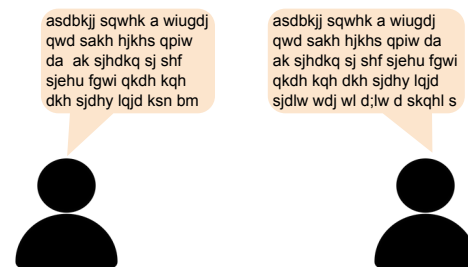 asdbkjj sqwhk a wiugdj
qwd sakh hjkhs qpiw
da  ak sjhdkq sj shf
sjehu fgwi qkdh kqh
dkh sjdhy lqjd ksn bm
asdbkjj sqwhk a wiugdj
qwd sakh hjkhs qpiw da
ak sjhdkq sj shf sjehu fgwi
qkdh kqh dkh sjdhy lqjd
sjdlw wdj wl d;lw d skqhl s